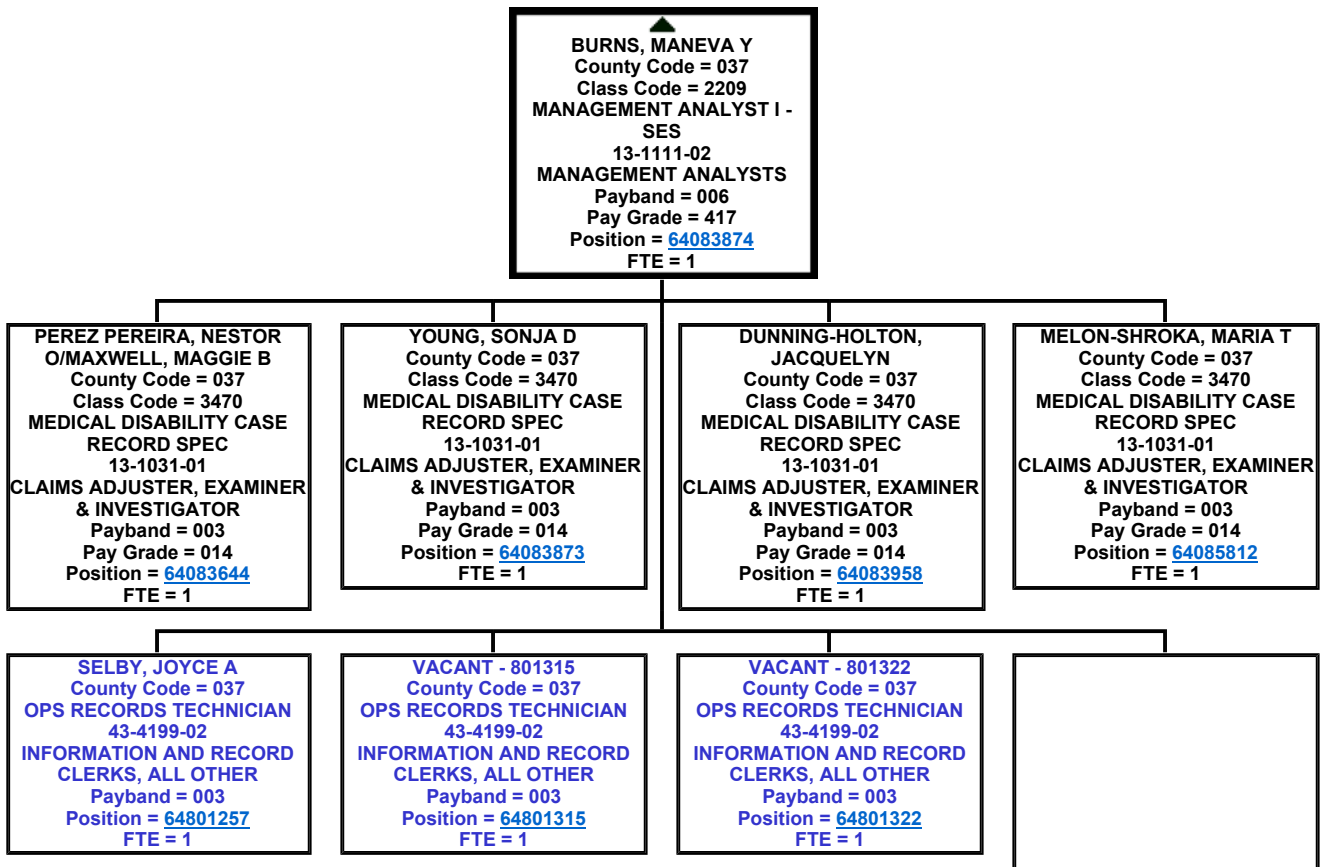 BURNS, MANEVA Y
County Code = 037
Class Code = 2209
MANAGEMENT ANALYST I -
SES
13-1111-02
MANAGEMENT ANALYSTS
Payband = 006
Pay Grade = 417
Position = 64083874
FTE = 1
PEREZ PEREIRA, NESTOR
O/MAXWELL, MAGGIE B
County Code = 037
Class Code = 3470
MEDICAL DISABILITY CASE
RECORD SPEC
13-1031-01
CLAIMS ADJUSTER, EXAMINER
& INVESTIGATOR
Payband = 003
Pay Grade = 014
Position = 64083644
FTE = 1
YOUNG, SONJA D
County Code = 037
Class Code = 3470
MEDICAL DISABILITY CASE
RECORD SPEC
13-1031-01
CLAIMS ADJUSTER, EXAMINER
& INVESTIGATOR
Payband = 003
Pay Grade = 014
Position = 64083873
FTE = 1
DUNNING-HOLTON,
JACQUELYN
County Code = 037
Class Code = 3470
MEDICAL DISABILITY CASE
RECORD SPEC
13-1031-01
CLAIMS ADJUSTER, EXAMINER
& INVESTIGATOR
Payband = 003
Pay Grade = 014
Position = 64083958
FTE = 1
MELON-SHROKA, MARIA T
County Code = 037
Class Code = 3470
MEDICAL DISABILITY CASE
RECORD SPEC
13-1031-01
CLAIMS ADJUSTER, EXAMINER
& INVESTIGATOR
Payband = 003
Pay Grade = 014
Position = 64085812
FTE = 1
SELBY, JOYCE A
County Code = 037
OPS RECORDS TECHNICIAN
43-4199-02
INFORMATION AND RECORD
CLERKS, ALL OTHER
Payband = 003
Position = 64801257
FTE = 1
VACANT - 801315
County Code = 037
OPS RECORDS TECHNICIAN
43-4199-02
INFORMATION AND RECORD
CLERKS, ALL OTHER
Payband = 003
Position = 64801315
FTE = 1
VACANT - 801322
County Code = 037
OPS RECORDS TECHNICIAN
43-4199-02
INFORMATION AND RECORD
CLERKS, ALL OTHER
Payband = 003
Position = 64801322
FTE = 1